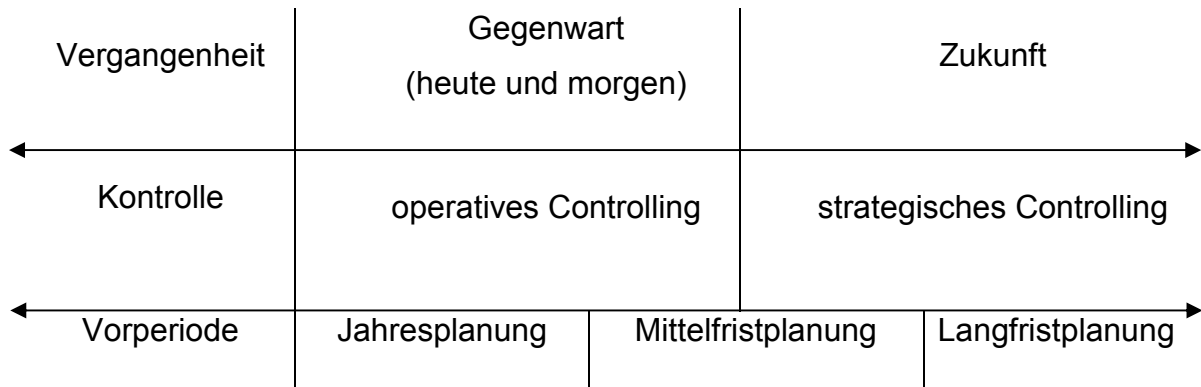 Vergangenheit
Gegenwart
(heute und morgen)
Zukunft
Kontrolle
operatives Controlling
strategisches Controlling
Vorperiode
Jahresplanung
Mittelfristplanung
Langfristplanung